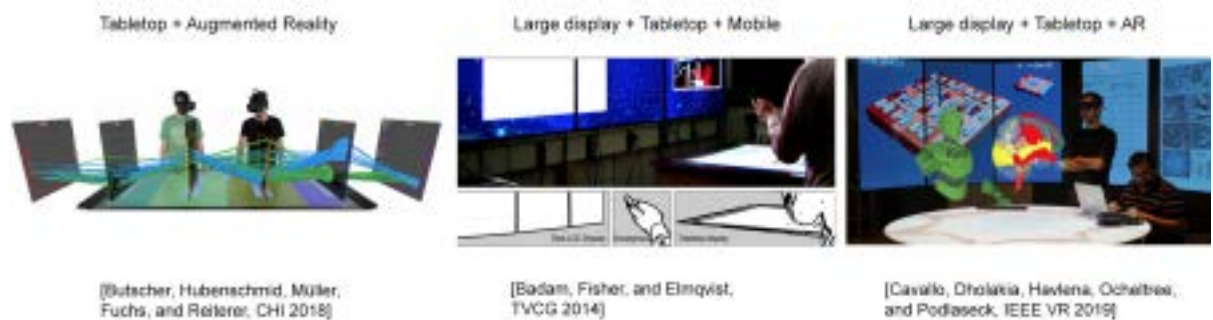 Tabletop + Augmented Reality
Large display + Tabletop + Mobile
Large display + Tabletop + AR
[Butscher, Hubenschmid, Müller,
Fuchs, and Reiterer, CHI 2018]
[Badam, Fisher, and Elmqvist,
TVCG 2014]
[Cavallo, Dholakia, Havlena, Ocheltree,
and Podlaseck, IEEE VR 2019]